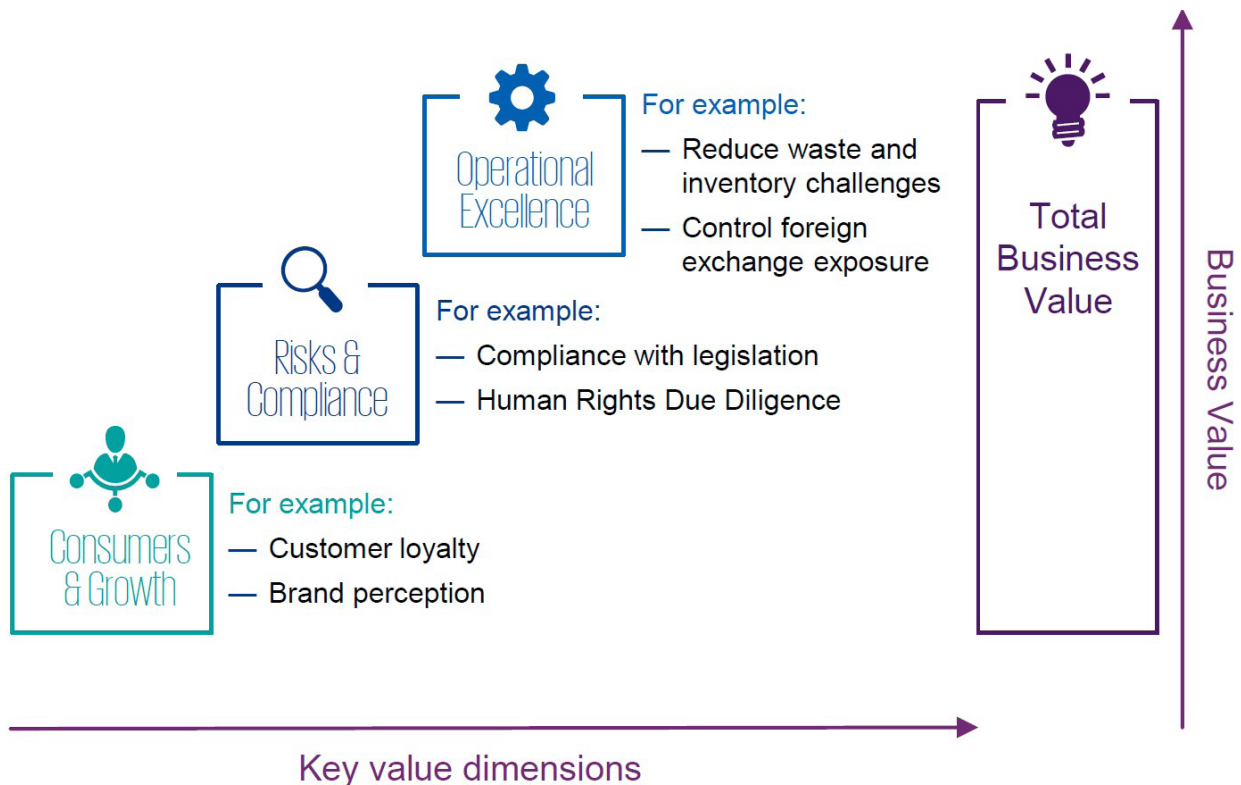 Operational
Excellence
For example:
— Reduce waste and
inventory challenges
— Control foreign
exchange exposure
Risks &
Compliance
For example:
— Compliance with legislation
— Human Rights Due Diligence
Consumers
& Growth
For example:
— Customer loyalty
— Brand perception
Total
Business
Value
Business Value
Key value dimensions